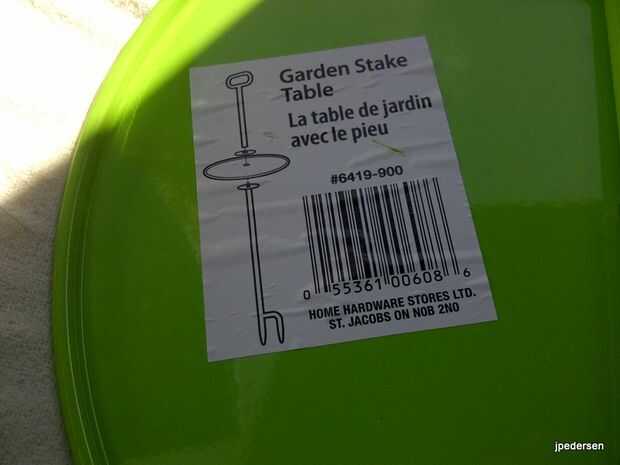 Garden Stake
Table
La table de jardin
avec le pieu
#6419-900
0 55361 00608 6
HOME HARDWARE STORES LTD.
ST. JACOBS ON N0B 2N0
jpedersen